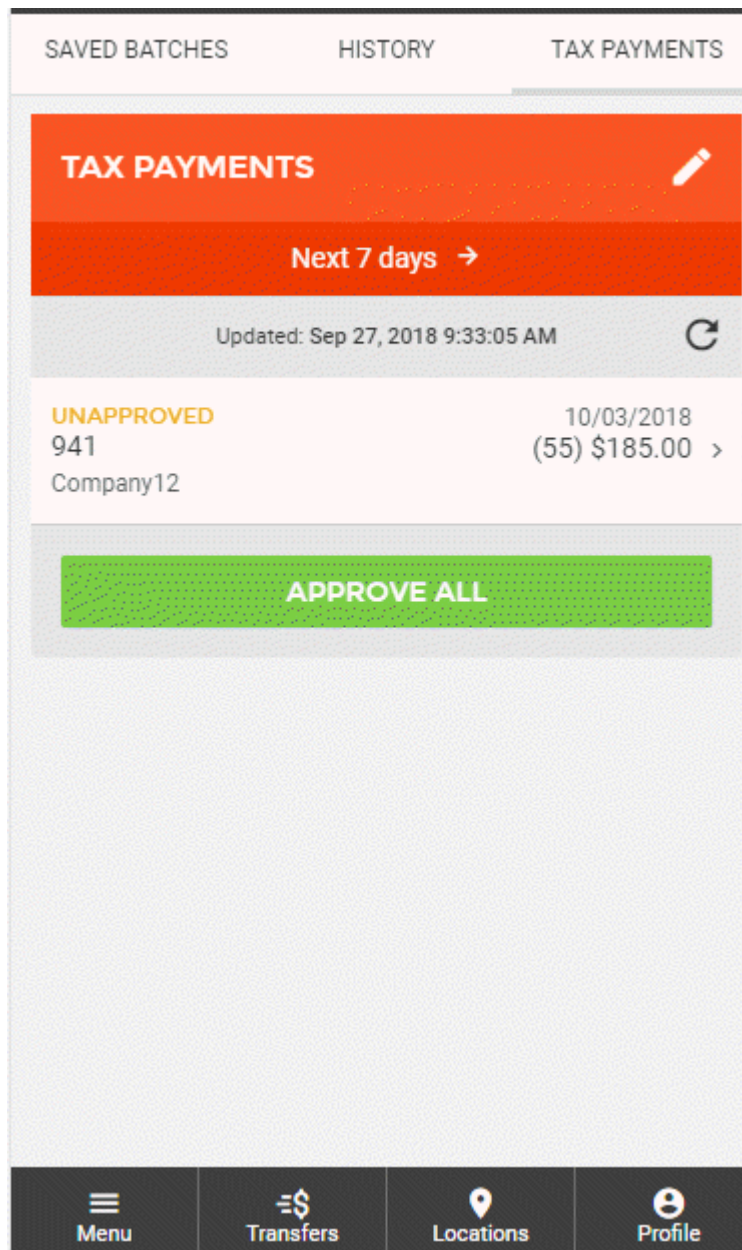 SAVED BATCHES HISTORY TAX PAYMENTS
TAX PAYMENTS
Next 7 days →
Updated: Sep 27, 2018 9:33:05 AM
UNAPPROVED 10/03/2018
941 (55) $185.00 >
Company12
APPROVE ALL
Menu Transfers Locations Profile